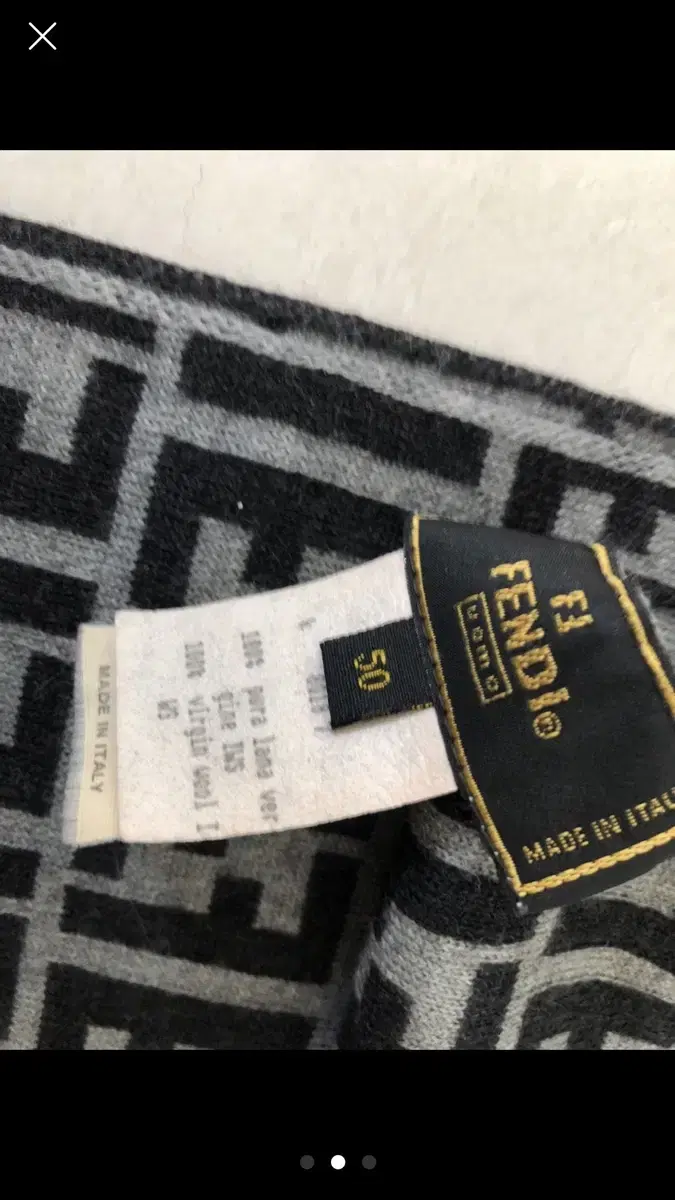 FF
FENDI®
uomo
MADE IN ITAL
50
100% pura lana ver
gine IWS
100% virgin wool I
WS
MADE IN ITALY